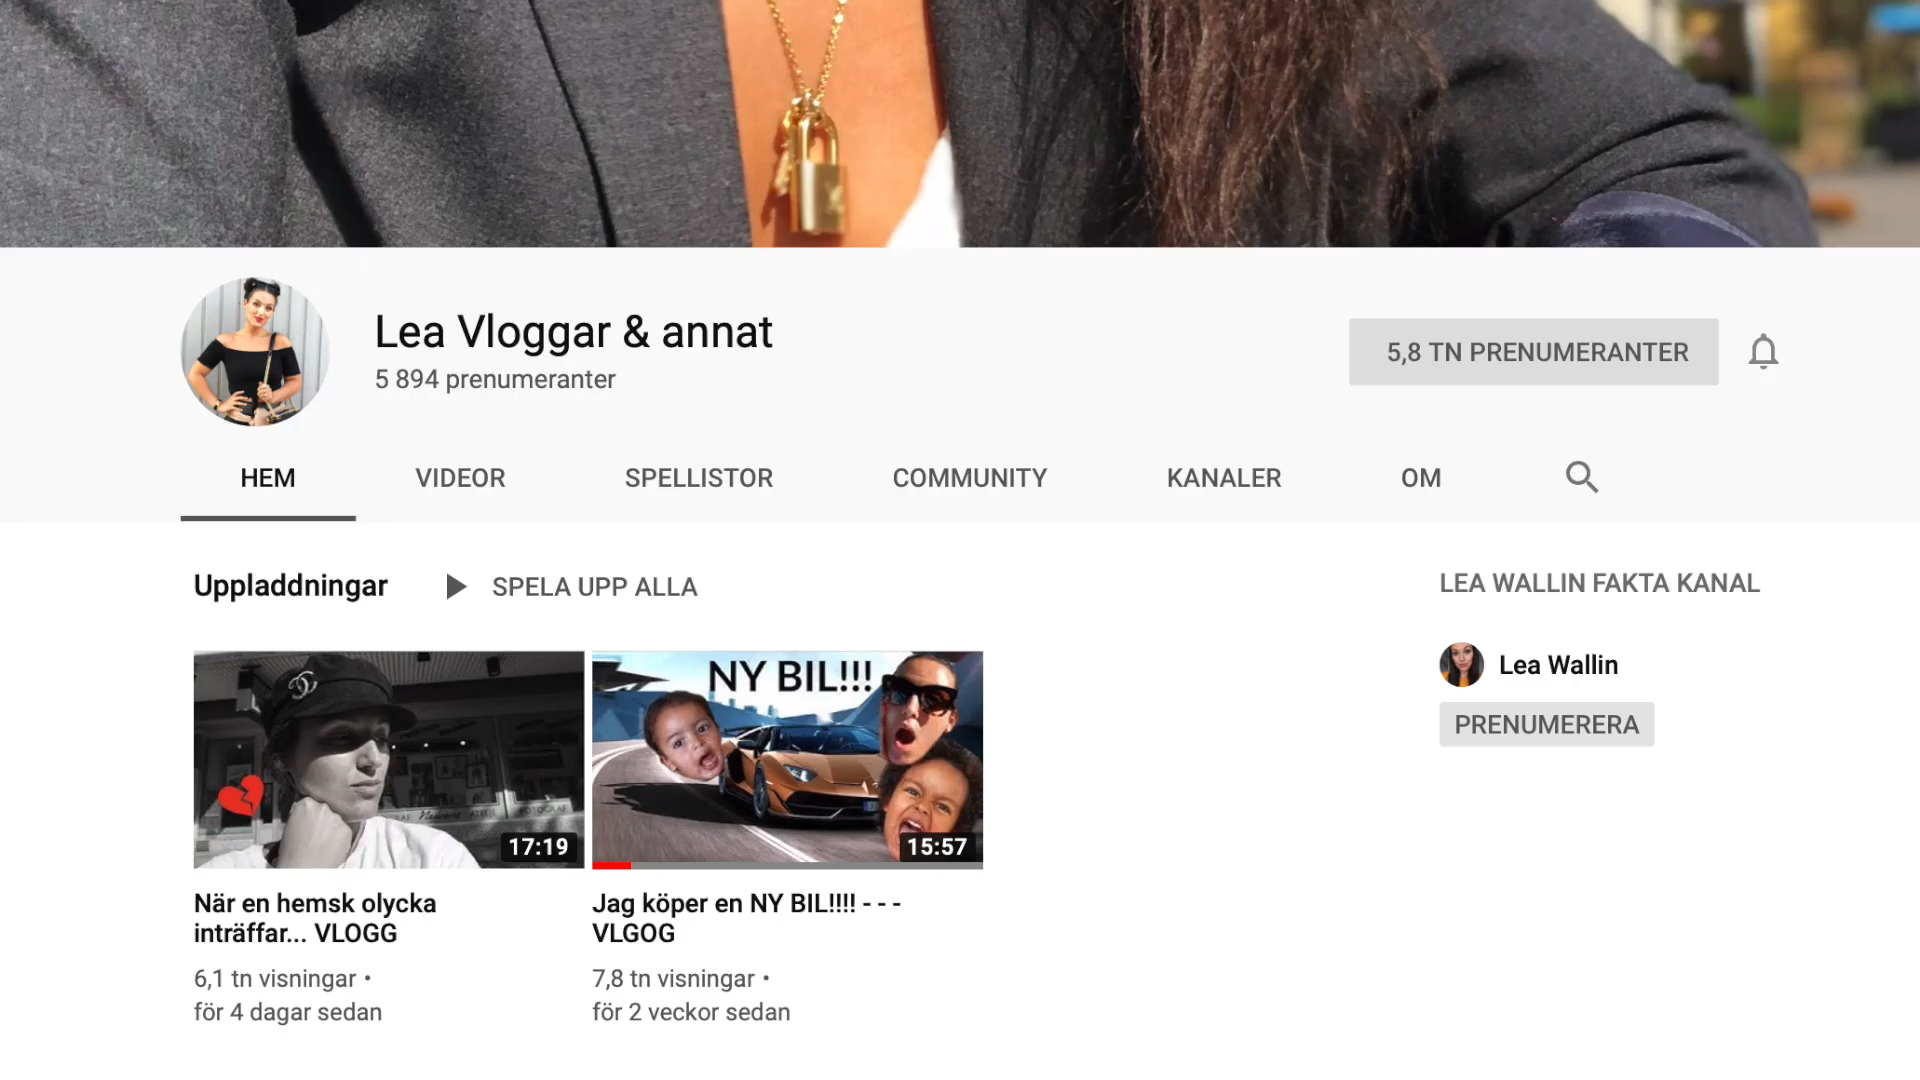 Lea Vloggar & annat
5 894 prenumeranter
5,8 TN PRENUMERANTER
HEM
VIDEOR
SPELLISTOR
COMMUNITY
KANALER
OM
Uppladdningar
SPELA UPP ALLA
LEA WALLIN FAKTA KANAL
Lea Wallin
PRENUMERERA
17:19
När en hemsk olycka
inträffar... VLOGG
6,1 tn visningar •
för 4 dagar sedan
NY BIL!!!
15:57
Jag köper en NY BIL!!!! - - -
VLGOG
7,8 tn visningar •
för 2 veckor sedan